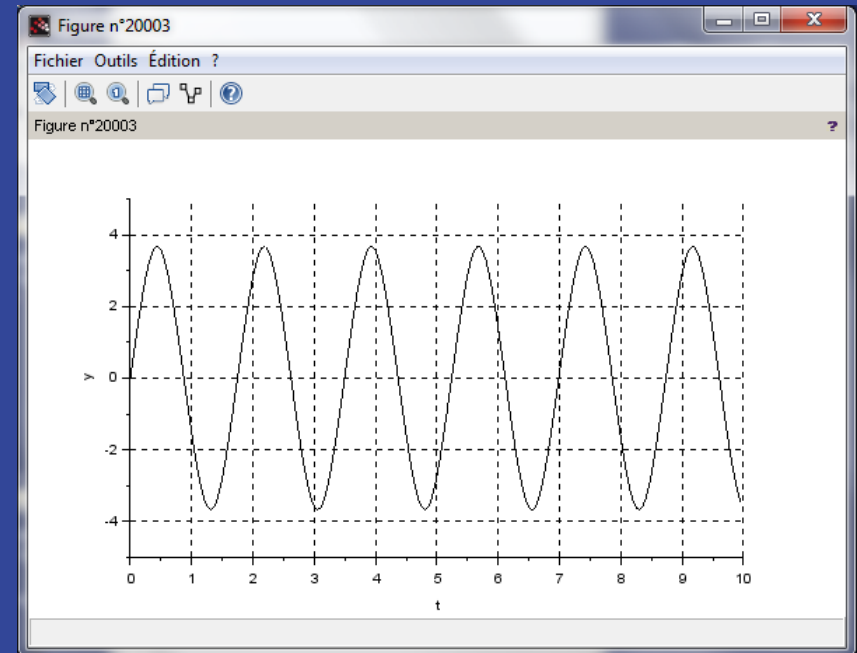 Figure n°20003
Fichier Outils Édition ?
Figure n°20003 ?
4
2
y 0
-2
-4
0 1 2 3 4 5 6 7 8 9 10
t